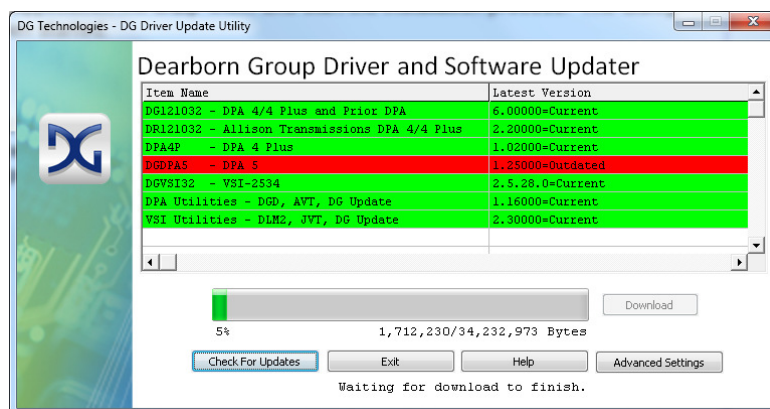 DG Technologies - DG Driver Update Utility
DG
Dearborn Group Driver and Software Updater
Item Name Latest Version
DG121032 - DPA 4/4 Plus and Prior DPA 6.00000=Current
DR121032 - Allison Transmissions DPA 4/4 Plus 2.20000=Current
DPA4P - DPA 4 Plus 1.02000=Current
DGDPA5 - DPA 5 1.25000=Outdated
DGVSI32 - VSI-2534 2.5.28.0=Current
DPA Utilities - DGD, AVT, DG Update 1.16000=Current
VSI Utilities - DLM2, JVT, DG Update 2.30000=Current
Download
5% 1,712,230/34,232,973 Bytes
Check For Updates Exit Help Advanced Settings
Waiting for download to finish.